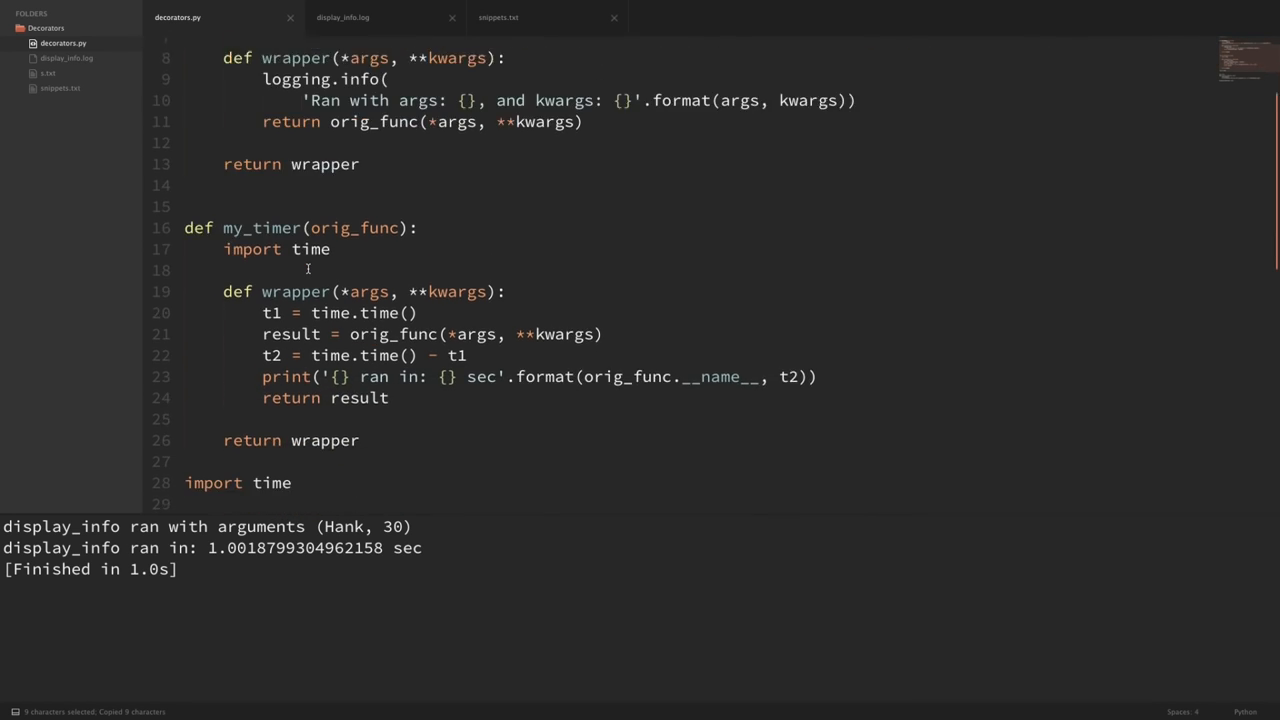 FOLDERS
Decorators
decorators.py
display_info.log
s.txt
snippets.txt
decorators.py
display_info.log
snippets.txt
8 def wrapper(*args, **kwargs):
9 logging.info(
10 'Ran with args: {}, and kwargs: {}'.format(args, kwargs))
11 return orig_func(*args, **kwargs)
12
13 return wrapper
14
15
16 def my_timer(orig_func):
17 import time
18
19 def wrapper(*args, **kwargs):
20 t1 = time.time()
21 result = orig_func(*args, **kwargs)
22 t2 = time.time() - t1
23 print('{} ran in: {} sec'.format(orig_func.__name__, t2))
24 return result
25
26 return wrapper
27
28 import time
29
display_info ran with arguments (Hank, 30)
display_info ran in: 1.0018799304962158 sec
[Finished in 1.0s]
9 characters selected; Copied 9 characters
Spaces: 4
Python